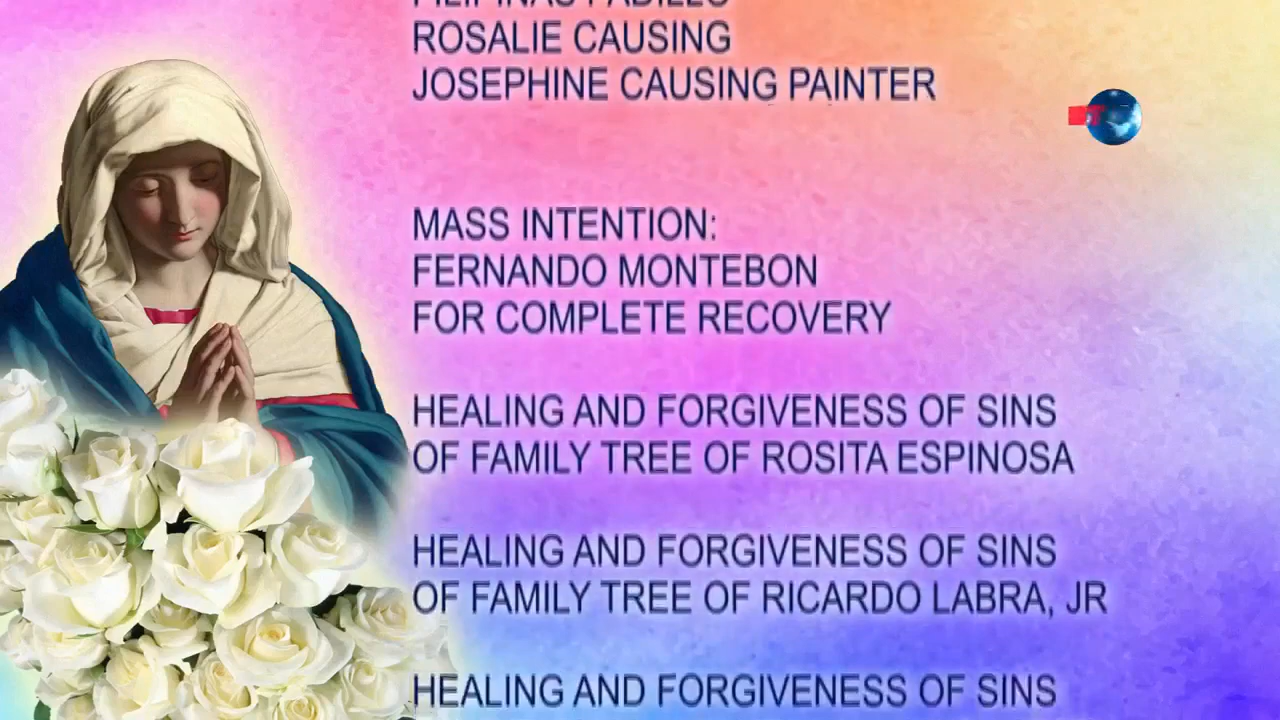 FILIPINAS PADILLO
ROSALIE CAUSING
JOSEPHINE CAUSING PAINTER
MASS INTENTION:
FERNANDO MONTEBON
FOR COMPLETE RECOVERY
HEALING AND FORGIVENESS OF SINS
OF FAMILY TREE OF ROSITA ESPINOSA
HEALING AND FORGIVENESS OF SINS
OF FAMILY TREE OF RICARDO LABRA, JR
HEALING AND FORGIVENESS OF SINS